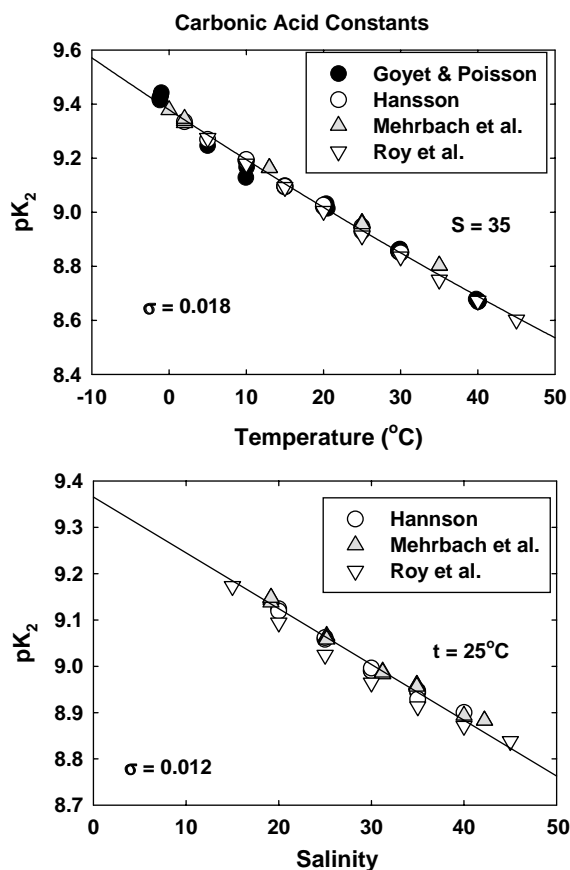 Carbonic Acid Constants
9.6
9.4
9.2
9.0
8.8
8.6
8.4
pK₂
Goyet & Poisson
Hansson
Mehrbach et al.
Roy et al.
S = 35
σ = 0.018
-10 0 10 20 30 40 50
Temperature (°C)
9.4
9.3
9.2
9.1
9.0
8.9
8.8
8.7
pK₂
Hannson
Mehrbach et al.
Roy et al.
t = 25°C
σ = 0.012
0 10 20 30 40 50
Salinity